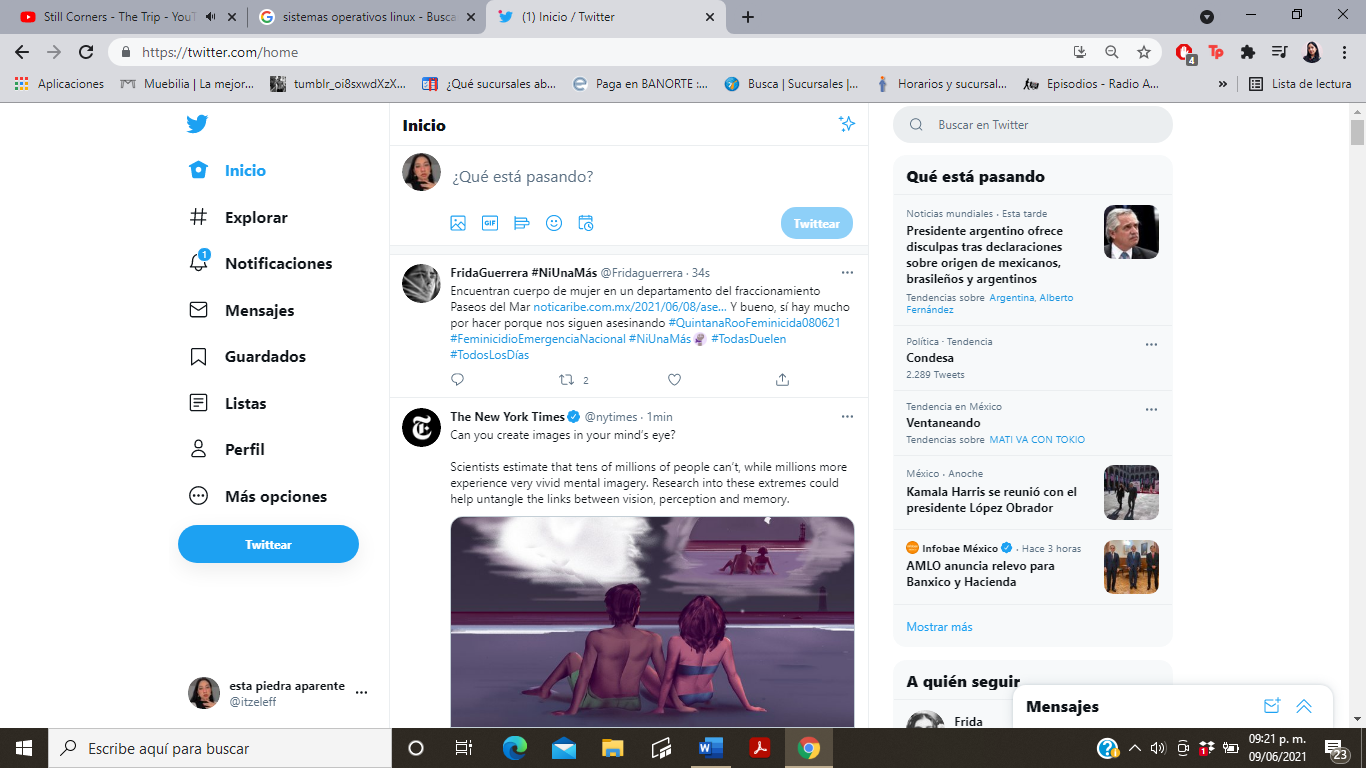 Still Corners - The Trip - YouT
sistemas operativos linux - Busca
(1) Inicio / Twitter
https://twitter.com/home
4
Aplicaciones
Muebilia | La mejor...
tumblr_oi8sxwdXzX...
¿Qué sucursales ab...
Paga en BANORTE :...
Busca | Sucursales |...
Horarios y sucursal...
Episodios - Radio A...
»
Lista de lectura
Inicio
Explorar
1
Notificaciones
Mensajes
Guardados
Listas
Perfil
Más opciones
Twittear
esta piedra aparente
@itzeleff
Inicio
¿Qué está pasando?
GIF
Twittear
FridaGuerrera #NiUnaMás @Fridaguerrera · 34s
Encuentran cuerpo de mujer en un departamento del fraccionamiento
Paseos del Mar noticaribe.com.mx/2021/06/08/ase... Y bueno, sí hay mucho
por hacer porque nos siguen asesinando #QuintanaRooFeminicida080621
#FeminicidioEmergenciaNacional #NiUnaMás #TodasDuelen
#TodosLosDías
2
The New York Times @nytimes · 1min
Can you create images in your mind's eye?
Scientists estimate that tens of millions of people can't, while millions more
experience very vivid mental imagery. Research into these extremes could
help untangle the links between vision, perception and memory.
Buscar en Twitter
Qué está pasando
Noticias mundiales · Esta tarde
Presidente argentino ofrece
disculpas tras declaraciones
sobre origen de mexicanos,
brasileños y argentinos
Tendencias sobre Argentina, Alberto
Fernández
Política · Tendencia
Condesa
2.289 Tweets
Tendencia en México
Ventaneando
Tendencias sobre MATI VA CON TOKIO
México · Anoche
Kamala Harris se reunió con el
presidente López Obrador
Infobae México · Hace 3 horas
AMLO anuncia relevo para
Banxico y Hacienda
Mostrar más
A quién seguir
Frida
Mensajes
Escribe aquí para buscar
09:21 p. m.
09/06/2021
23